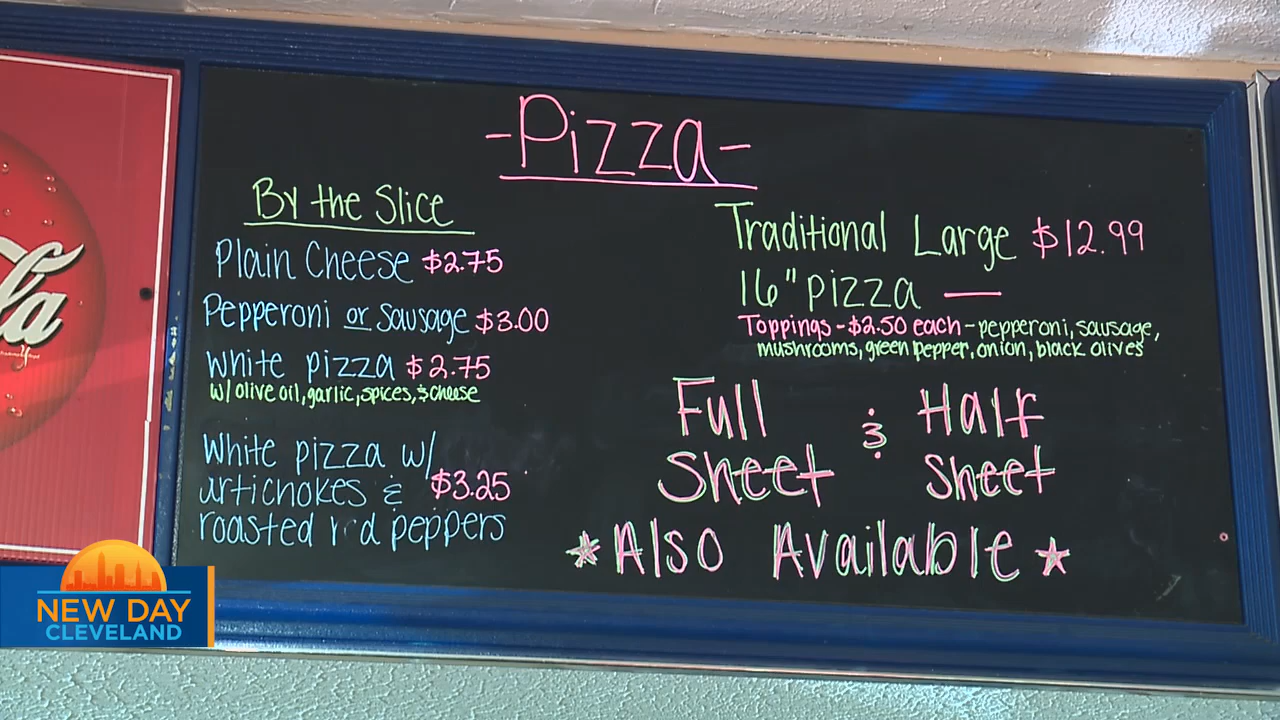 -Pizza-
By the Slice
Plain Cheese $2.75
Pepperoni or Sausage $3.00
White pizza $2.75
w/ olive oil, garlic, spices, & cheese
White pizza w/
artichokes & $3.25
roasted r d peppers
Traditional Large $12.99
16" pizza —
Toppings - $2.50 each - pepperoni, sausage,
mushrooms, green pepper, onion, black olives
Full & Half
Sheet Sheet
*Also Available*
la
NEW DAY
CLEVELAND